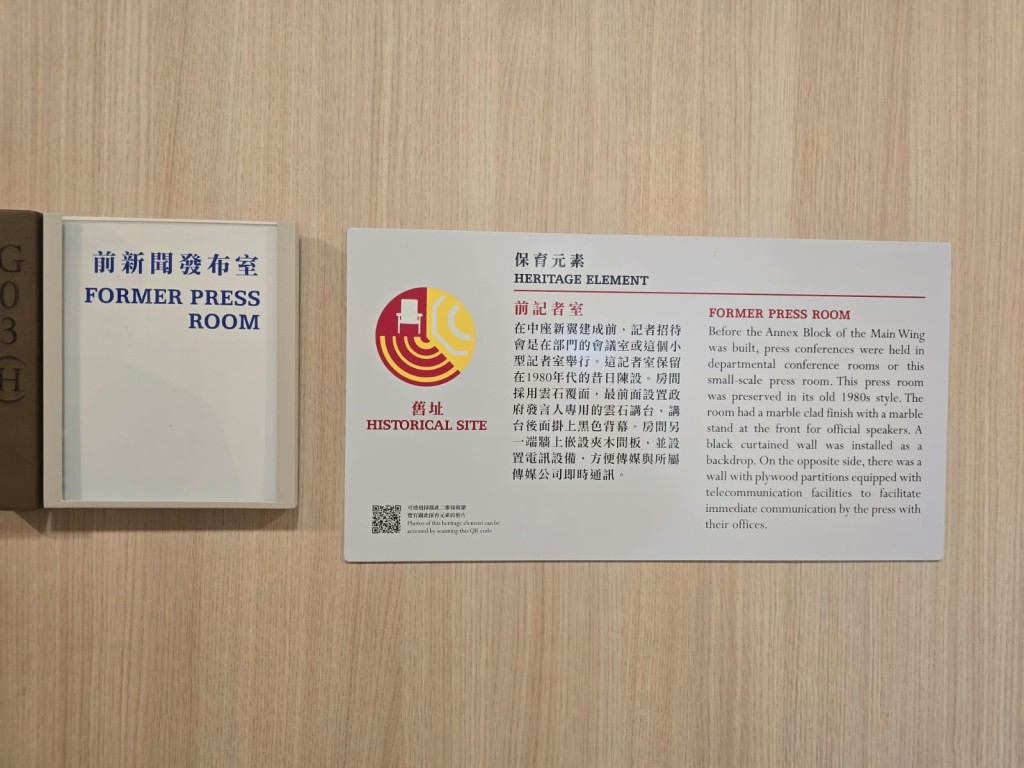 G03(H)
前新聞發布室
FORMER PRESS
ROOM
保育元素
HERITAGE ELEMENT
舊址
HISTORICAL SITE
前記者室
在中座新翼建成前，記者招待
會是在部門的會議室或這個小
型記者室舉行。這記者室保留
在1980年代的昔日陳設。房間
採用雲石覆面，最前面設置政
府發言人專用的雲石講台，講
台後面掛上黑色背幕。房間另
一端牆上嵌設夾木間板，並設
置電訊設備，方便傳媒與所屬
傳媒公司即時通訊。
FORMER PRESS ROOM
Before the Annex Block of the Main Wing
was built, press conferences were held in
departmental conference rooms or this
small-scale press room. This press room
was preserved in its old 1980s style. The
room had a marble clad finish with a marble
stand at the front for official speakers. A
black curtained wall was installed as a
backdrop. On the opposite side, there was a
wall with plywood partitions equipped with
telecommunication facilities to facilitate
immediate communication by the press with
their offices.
Photos of this heritage element can be
accessed by scanning this QR code